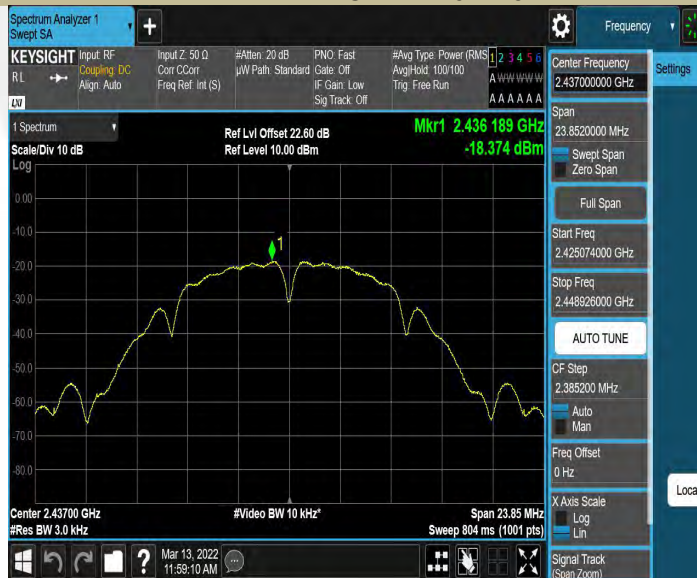 Spectrum Analyzer 1
Swept SA
Frequency
KEYSIGHT
RL
LXI
Input: RF
Coupling: DC
Align: Auto
Input Z: 50 Ω
Corr CCorr
Freq Ref: Int (S)
#Atten: 20 dB
µW Path: Standard
PNO: Fast
Gate: Off
IF Gain: Low
Sig Track: Off
#Avg Type: Power (RMS
Avg|Hold: 100/100
Trig: Free Run
1 2 3 4 5 6
A W W W W W
A A A A A A
1 Spectrum
Scale/Div 10 dB
Log
Ref Lvl Offset 22.60 dB
Ref Level 10.00 dBm
Mkr1 2.436 189 GHz
-18.374 dBm
0.00
-10.0
-20.0
-30.0
-40.0
-50.0
-60.0
-70.0
-80.0
1
Center 2.43700 GHz
#Res BW 3.0 kHz
#Video BW 10 kHz*
Span 23.85 MHz
Sweep 804 ms (1001 pts)
?
Mar 13, 2022
11:59:10 AM
Center Frequency
2.437000000 GHz
Settings
Span
23.8520000 MHz
Swept Span
Zero Span
Full Span
Start Freq
2.425074000 GHz
Stop Freq
2.448926000 GHz
AUTO TUNE
CF Step
2.385200 MHz
Auto
Man
Freq Offset
0 Hz
X Axis Scale
Log
Lin
Signal Track
(Span Zoom)
Loca